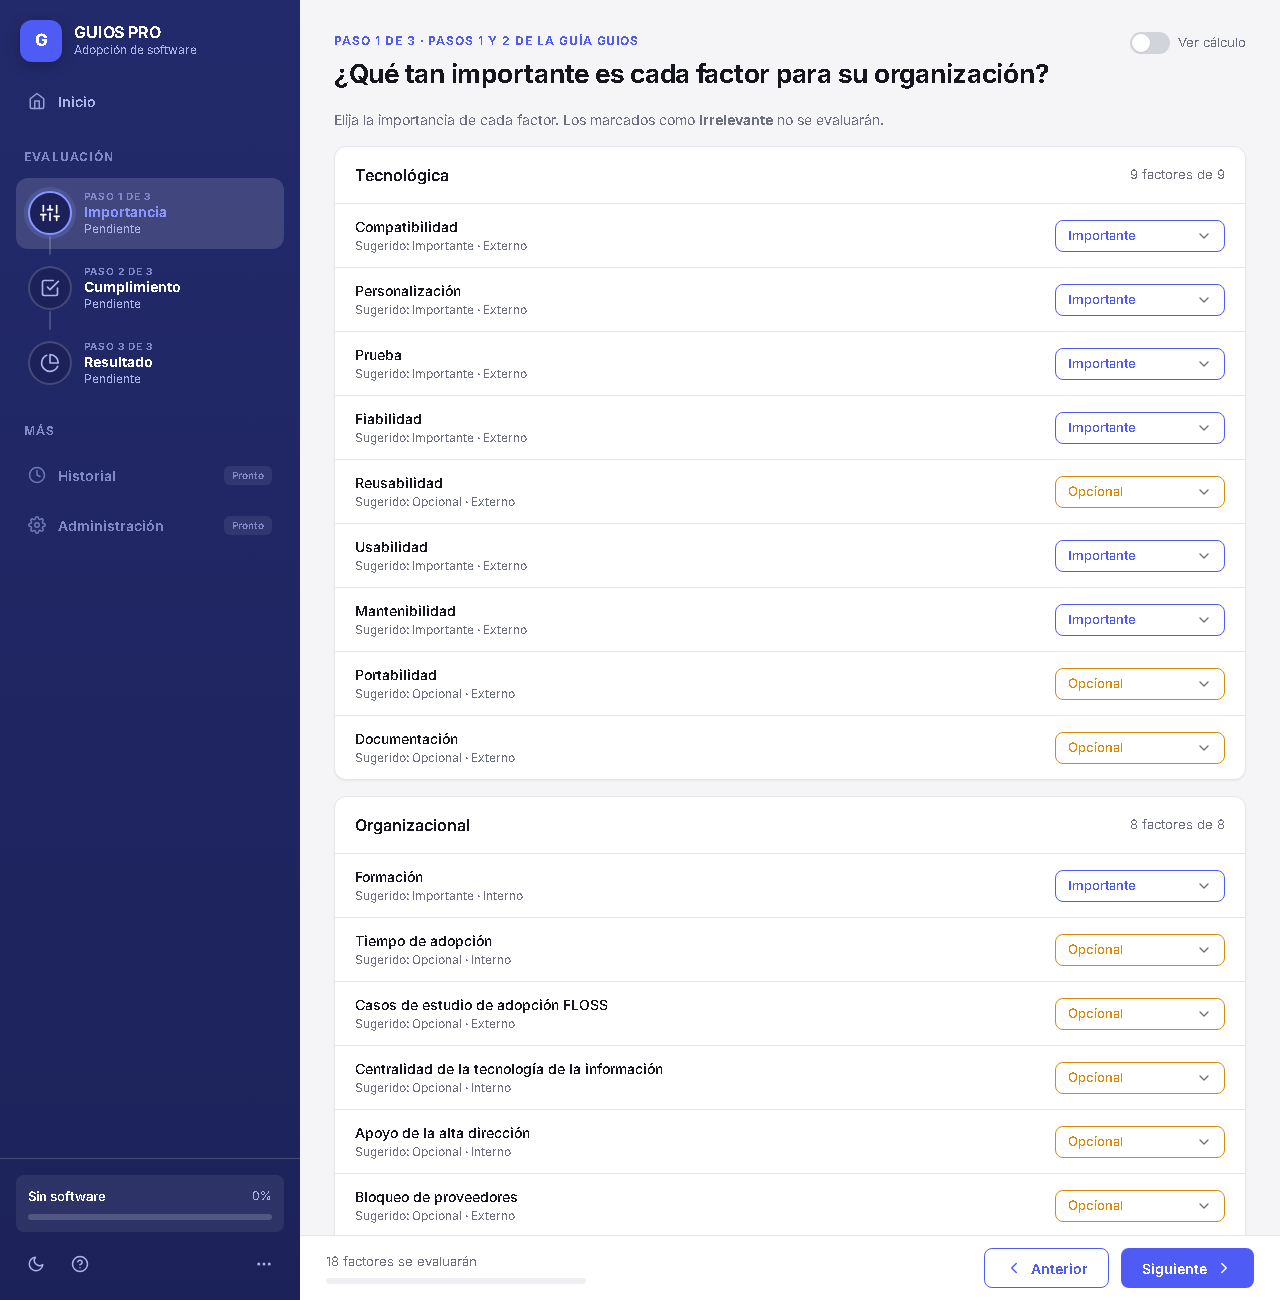 G
GUIOS PRO
Adopción de software
Inicio
EVALUACIÓN
PASO 1 DE 3
Importancia
Pendiente
PASO 2 DE 3
Cumplimiento
Pendiente
PASO 3 DE 3
Resultado
Pendiente
MÁS
Historial
Pronto
Administración
Pronto
Sin software
0%
PASO 1 DE 3 · PASOS 1 Y 2 DE LA GUÍA GUIOS
Ver cálculo
¿Qué tan importante es cada factor para su organización?
Elija la importancia de cada factor. Los marcados como Irrelevante no se evaluarán.
Tecnológica
9 factores de 9
Compatibilidad
Sugerido: Importante · Externo
Importante
Personalización
Sugerido: Importante · Externo
Importante
Prueba
Sugerido: Importante · Externo
Importante
Fiabilidad
Sugerido: Importante · Externo
Importante
Reusabilidad
Sugerido: Opcional · Externo
Opcional
Usabilidad
Sugerido: Importante · Externo
Importante
Mantenibilidad
Sugerido: Importante · Externo
Importante
Portabilidad
Sugerido: Opcional · Externo
Opcional
Documentación
Sugerido: Opcional · Externo
Opcional
Organizacional
8 factores de 8
Formación
Sugerido: Importante · Interno
Importante
Tiempo de adopción
Sugerido: Opcional · Interno
Opcional
Casos de estudio de adopción FLOSS
Sugerido: Opcional · Externo
Opcional
Centralidad de la tecnología de la información
Sugerido: Opcional · Interno
Opcional
Apoyo de la alta dirección
Sugerido: Opcional · Interno
Opcional
Bloqueo de proveedores
Sugerido: Opcional · Externo
Opcional
18 factores se evaluarán
Anterior
Siguiente